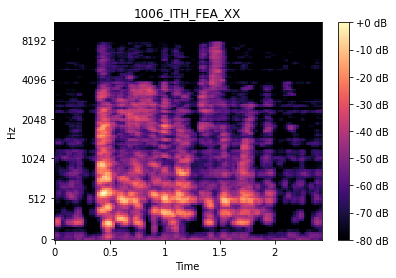 1006_ITH_FEA_XX
+0 dB
8192
-10 dB
4096
-20 dB
-30 dB
2048
Hz
-40 dB
1024
-50 dB
512
-60 dB
-70 dB
0
-80 dB
0
0.5
1
1.5
2
Time